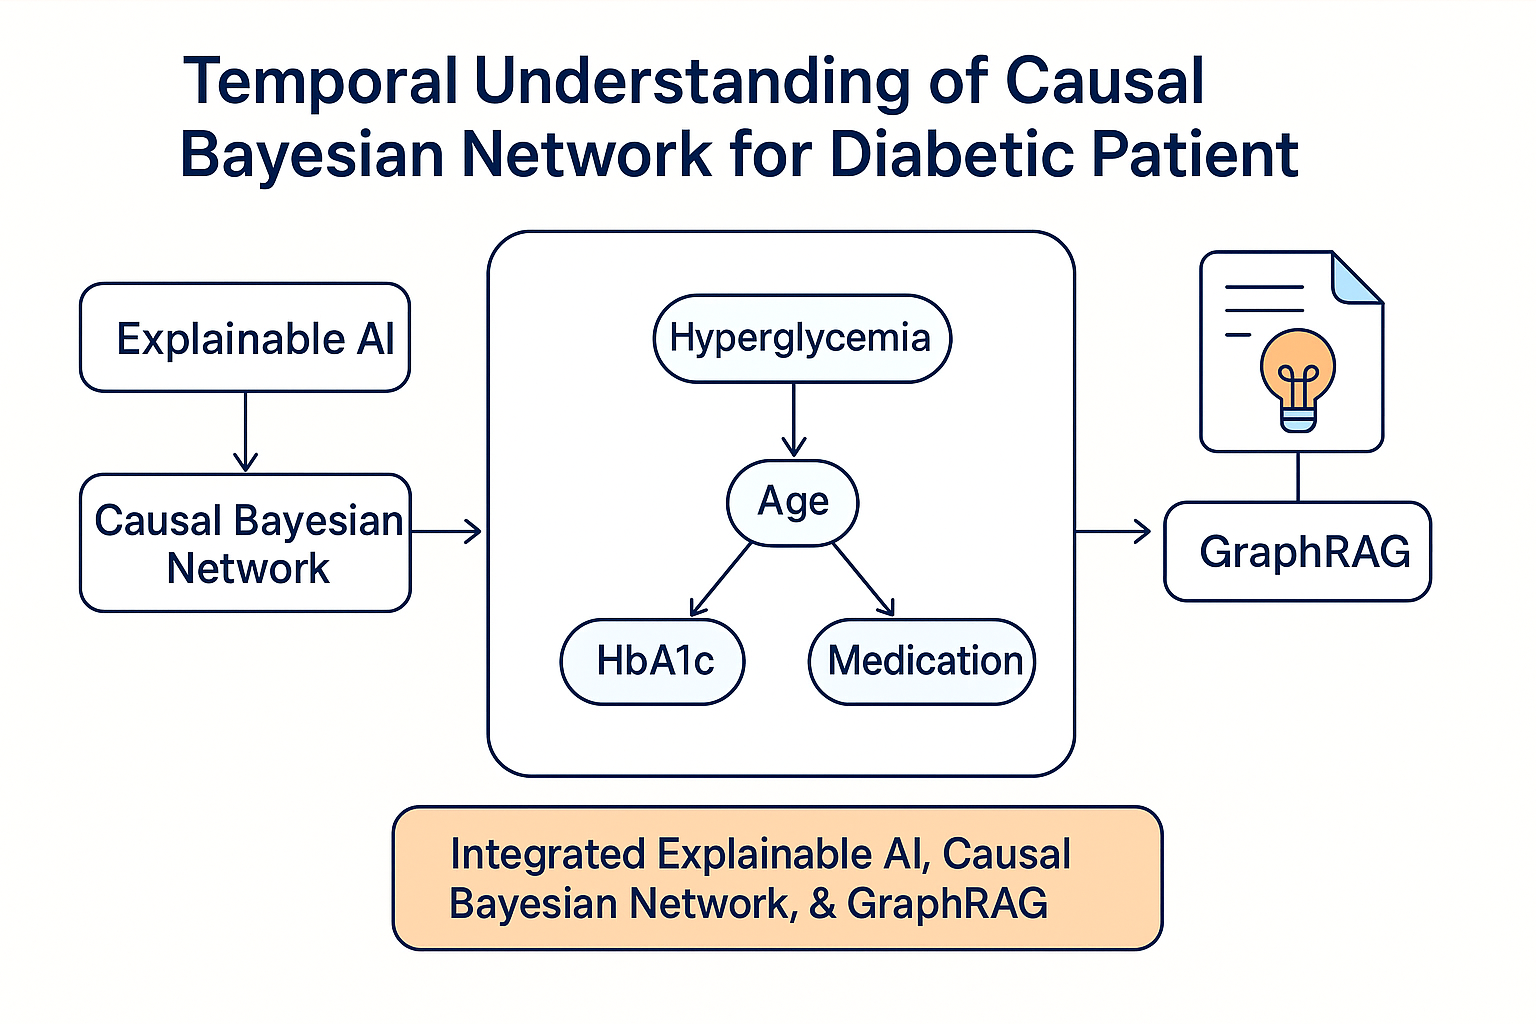 Temporal Understanding of Causal
Bayesian Network for Diabetic Patient
Explainable AI
Causal Bayesian
Network
Hyperglycemia
Age
HbA1c
Medication
GraphRAG
Integrated Explainable AI, Causal
Bayesian Network, & GraphRAG